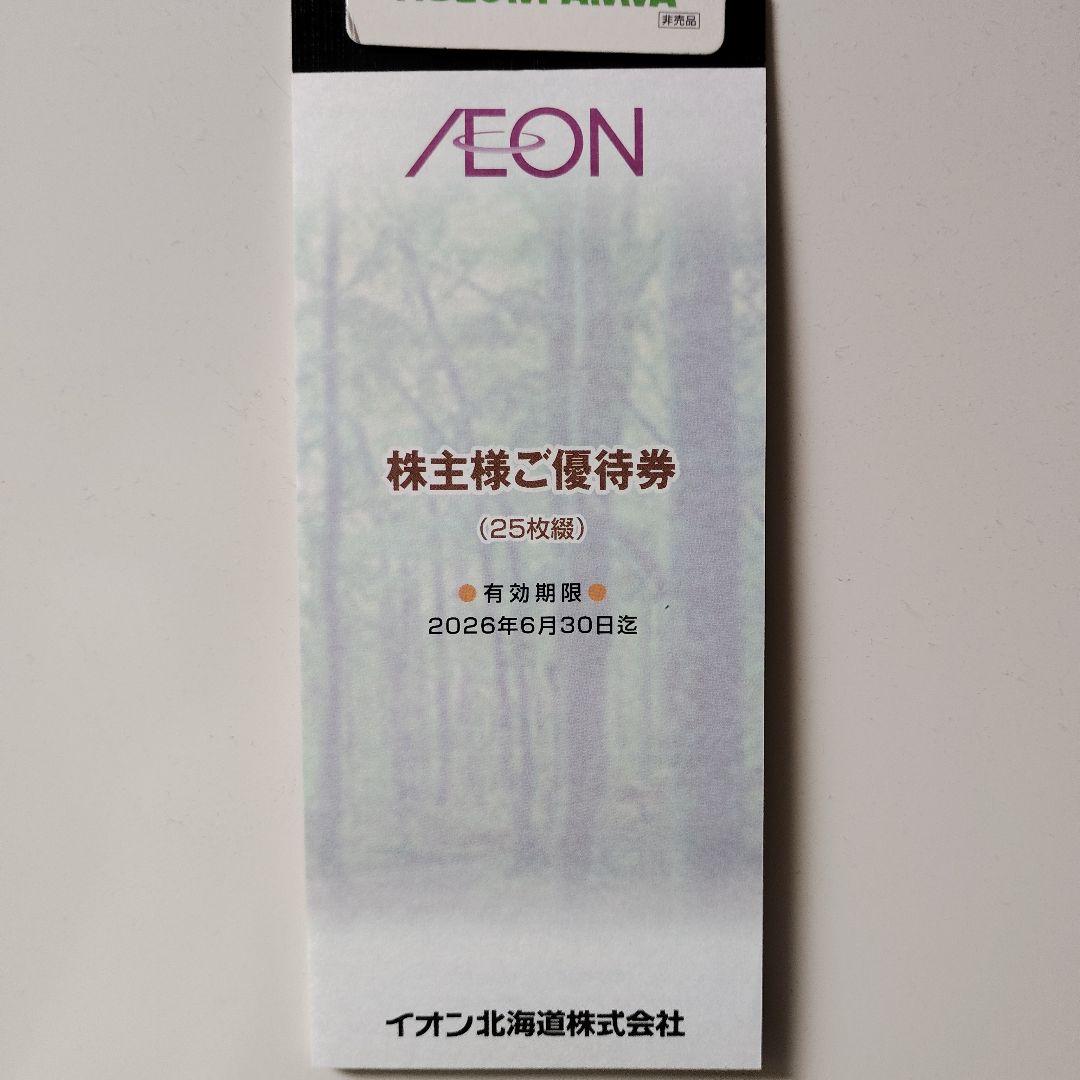 非売品
ÆON
株主様ご優待券
(25枚綴)
●有効期限●
2026年6月30日迄
イオン北海道株式会社